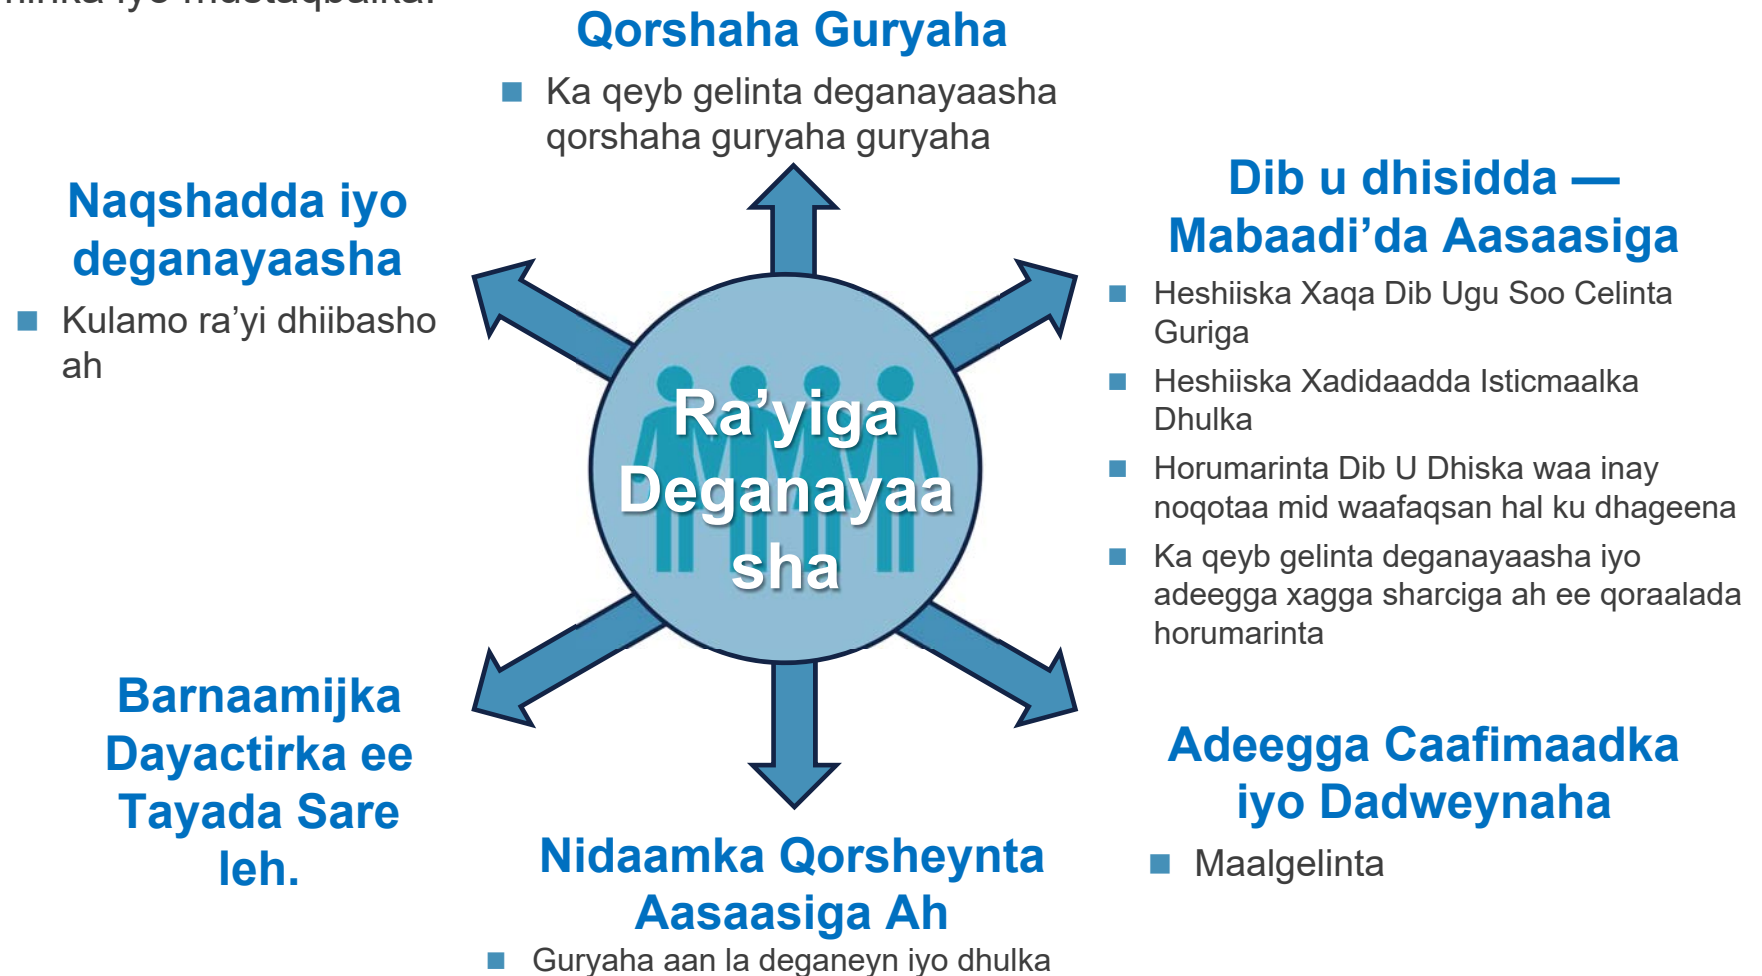 iyo mustaqbalka.
Qorshaha Guryaha
Ka qeyb gelinta deganayaasha
qorshaha guryaha guryaha
Naqshadda iyo
deganayaasha
Kulamo ra’yi dhiibasho
ah
Dib u dhisidda —
Mabaadi’da Aasaasiga
Heshiiska Xaqa Dib Ugu Soo Celinta
Guriga
Heshiiska Xadidaadda Isticmaalka
Dhulka
Horumarinta Dib U Dhiska waa inay
noqotaa mid waafaqsan hal ku dhageena
Ka qeyb gelinta deganayaasha iyo
adeegga xagga sharciga ah ee qoraalada
horumarinta
Ra’yiga
Deganayaa
sha
Barnaamijka
Dayactirka ee
Tayada Sare
leh.
Nidaamka Qorsheynta
Aasaasiga Ah
Guryaha aan la deganeyn iyo dhulka
Adeegga Caafimaadka
iyo Dadweynaha
Maalgelinta